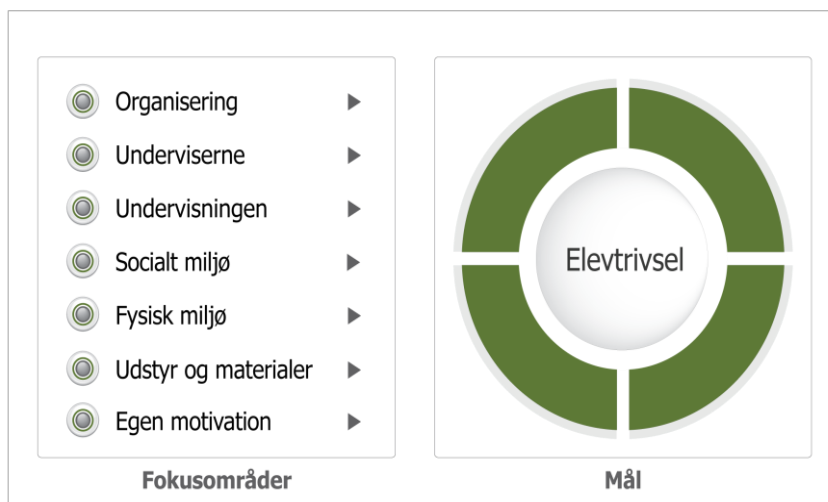 Organisering
Underviserne
Undervisningen
Socialt miljø
Fysisk miljø
Udstyr og materialer
Egen motivation
Fokusområder
Elevtrivsel
Mål